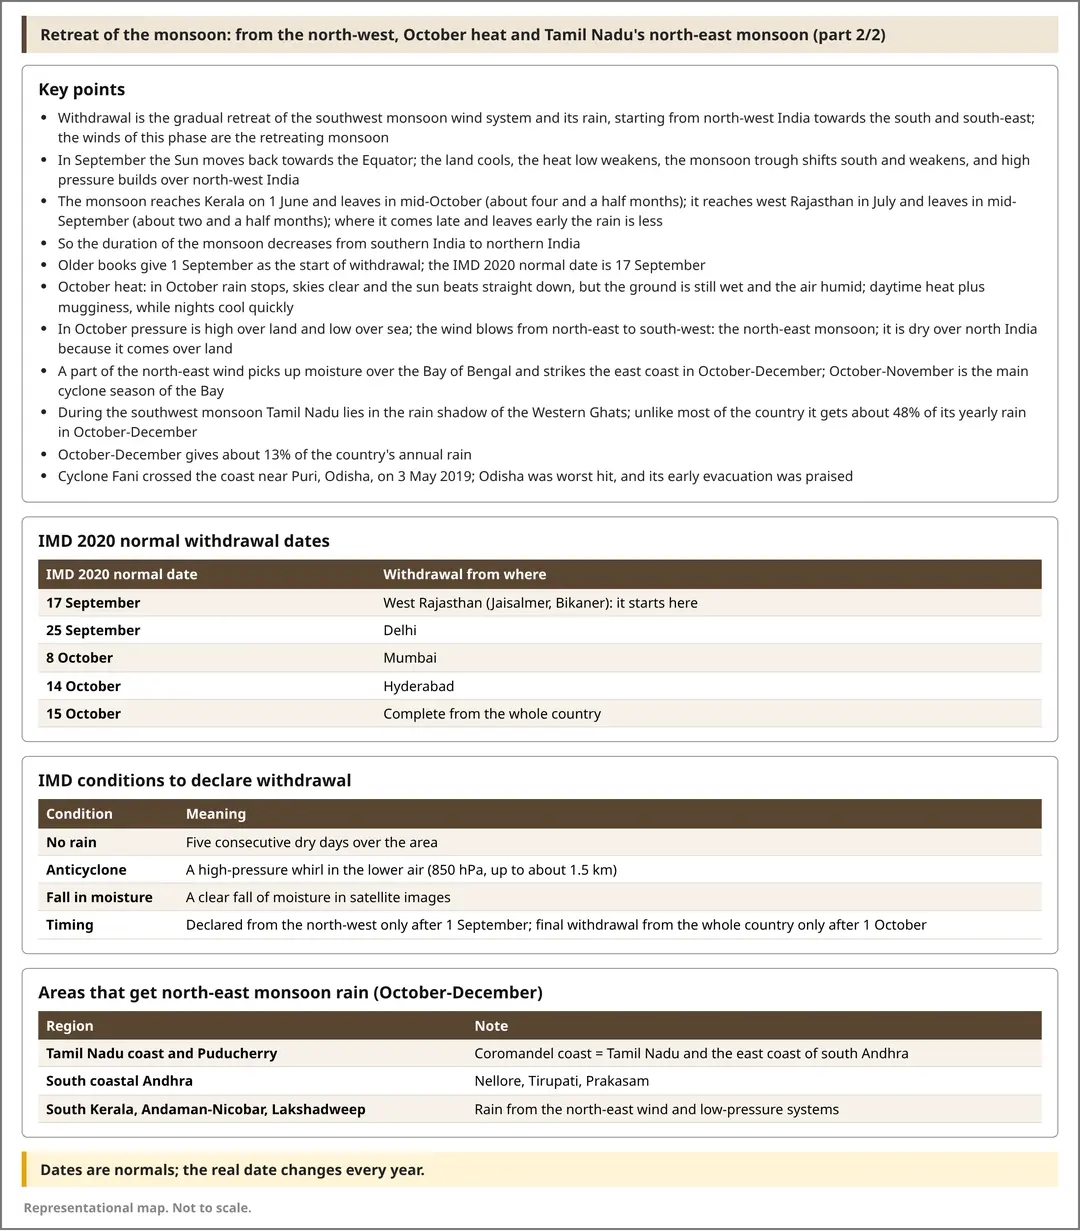 Retreat of the monsoon: from the north-west, October heat and Tamil Nadu's north-east monsoon (part 2/2)
Key points
• Withdrawal is the gradual retreat of the southwest monsoon wind system and its rain, starting from north-west India towards the south and south-east;
the winds of this phase are the retreating monsoon
• In September the Sun moves back towards the Equator; the land cools, the heat low weakens, the monsoon trough shifts south and weakens, and high
pressure builds over north-west India
• The monsoon reaches Kerala on 1 June and leaves in mid-October (about four and a half months); it reaches west Rajasthan in July and leaves in mid-
September (about two and a half months); where it comes late and leaves early the rain is less
• So the duration of the monsoon decreases from southern India to northern India
• Older books give 1 September as the start of withdrawal; the IMD 2020 normal date is 17 September
• October heat: in October rain stops, skies clear and the sun beats straight down, but the ground is still wet and the air humid; daytime heat plus
mugginess, while nights cool quickly
• In October pressure is high over land and low over sea; the wind blows from north-east to south-west: the north-east monsoon; it is dry over north India
because it comes over land
• A part of the north-east wind picks up moisture over the Bay of Bengal and strikes the east coast in October-December; October-November is the main
cyclone season of the Bay
• During the southwest monsoon Tamil Nadu lies in the rain shadow of the Western Ghats; unlike most of the country it gets about 48% of its yearly rain
in October-December
• October-December gives about 13% of the country's annual rain
• Cyclone Fani crossed the coast near Puri, Odisha, on 3 May 2019; Odisha was worst hit, and its early evacuation was praised
IMD 2020 normal withdrawal dates
IMD 2020 normal date Withdrawal from where
17 September West Rajasthan (Jaisalmer, Bikaner): it starts here
25 September Delhi
8 October Mumbai
14 October Hyderabad
15 October Complete from the whole country
IMD conditions to declare withdrawal
Condition Meaning
No rain Five consecutive dry days over the area
Anticyclone A high-pressure whirl in the lower air (850 hPa, up to about 1.5 km)
Fall in moisture A clear fall of moisture in satellite images
Timing Declared from the north-west only after 1 September; final withdrawal from the whole country only after 1 October
Areas that get north-east monsoon rain (October-December)
Region Note
Tamil Nadu coast and Puducherry Coromandel coast = Tamil Nadu and the east coast of south Andhra
South coastal Andhra Nellore, Tirupati, Prakasam
South Kerala, Andaman-Nicobar, Lakshadweep Rain from the north-east wind and low-pressure systems
Dates are normals; the real date changes every year.
Representational map. Not to scale.